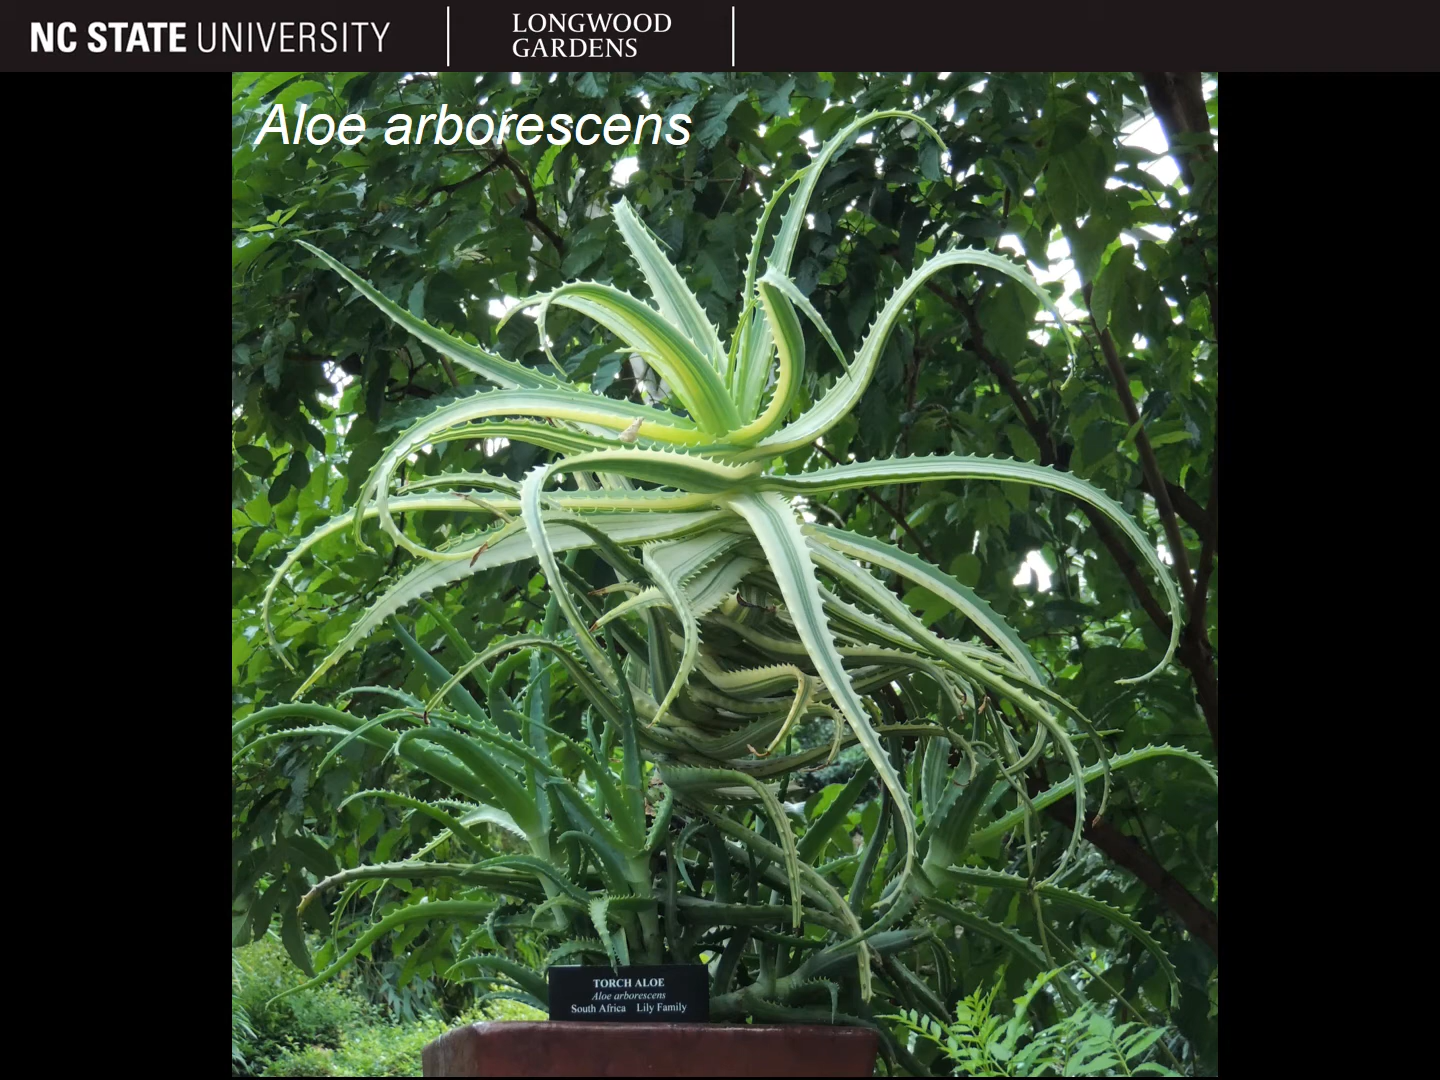 NC STATE UNIVERSITY
LONGWOOD
GARDENS
Aloe arborescens
TORCH ALOE
Aloe arborescens
South Africa Lily Family